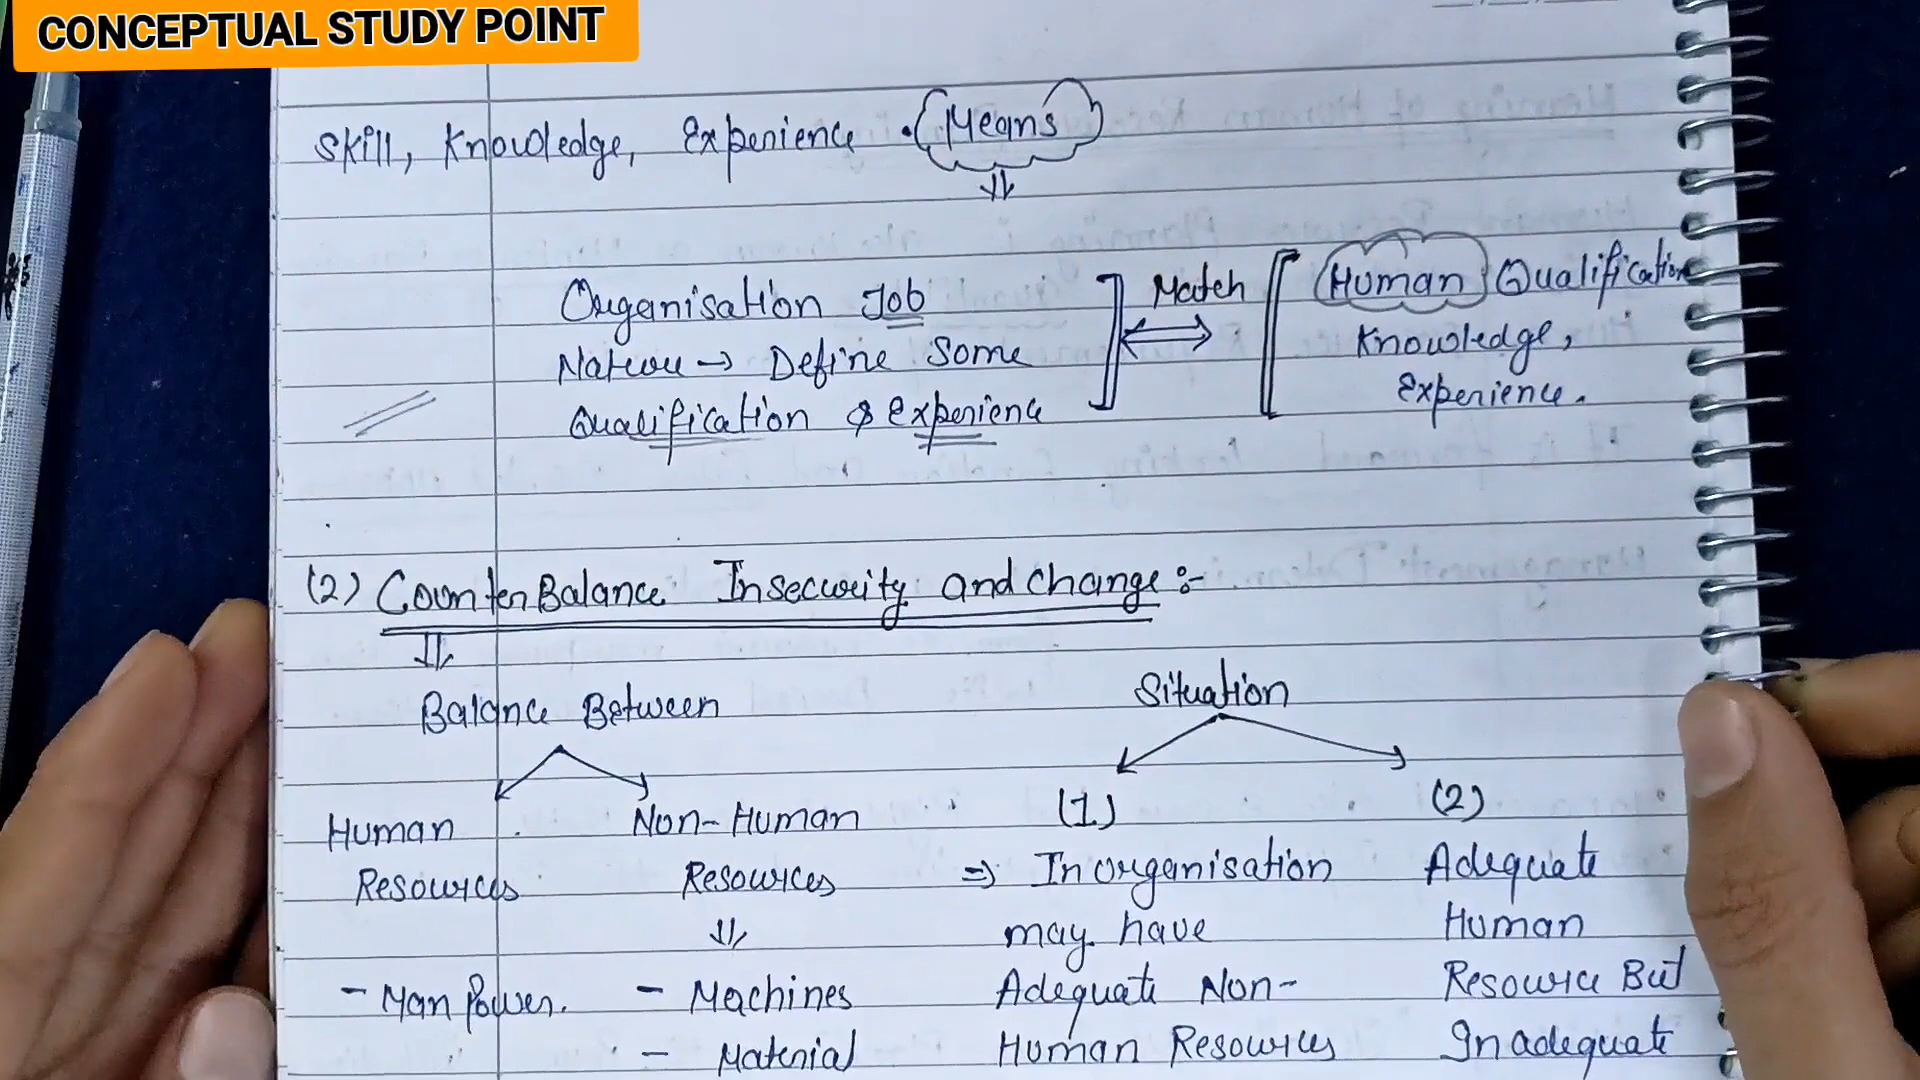 CONCEPTUAL STUDY POINT
Skill, Knowledge, Experience. (Means)
Organisation Job
Nature → Define Some
Qualification & experience
Match
Human Qualification
Knowledge,
experience.
(2) Counter Balance Insecurity and change :-
Balance Between
Human
Resources
- Man Power.
Non-Human
Resources
- Machines
- Material
Situation
(1)
⇒ In organisation
may have
Adequate Non-
Human Resources
(2)
Adequate
Human
Resource But
Inadequate